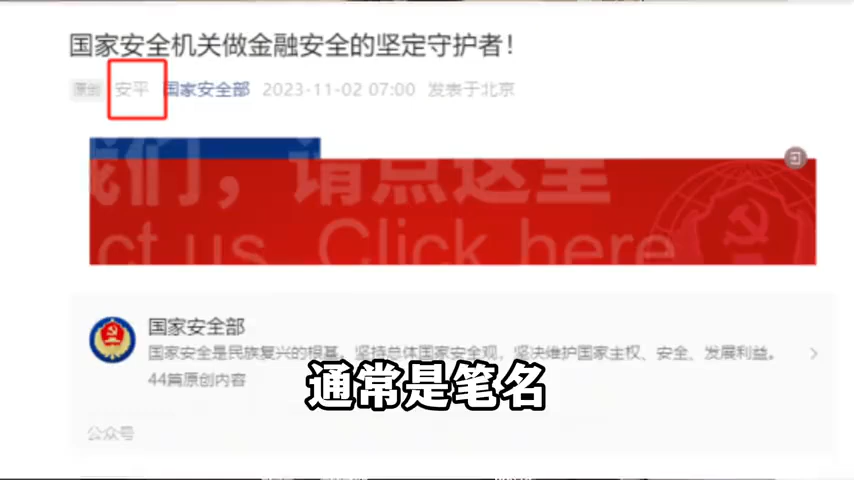 国家安全机关做金融安全的坚定守护者!
原创 安平 国家安全部 2023-11-02 07:00 发表于北京
我们，请点这里
ct us Click here
国家安全部
国家安全是民族复兴的根基。坚持总体国家安全观，坚决维护国家主权、安全、发展利益。
44篇原创内容
通常是笔名
公众号